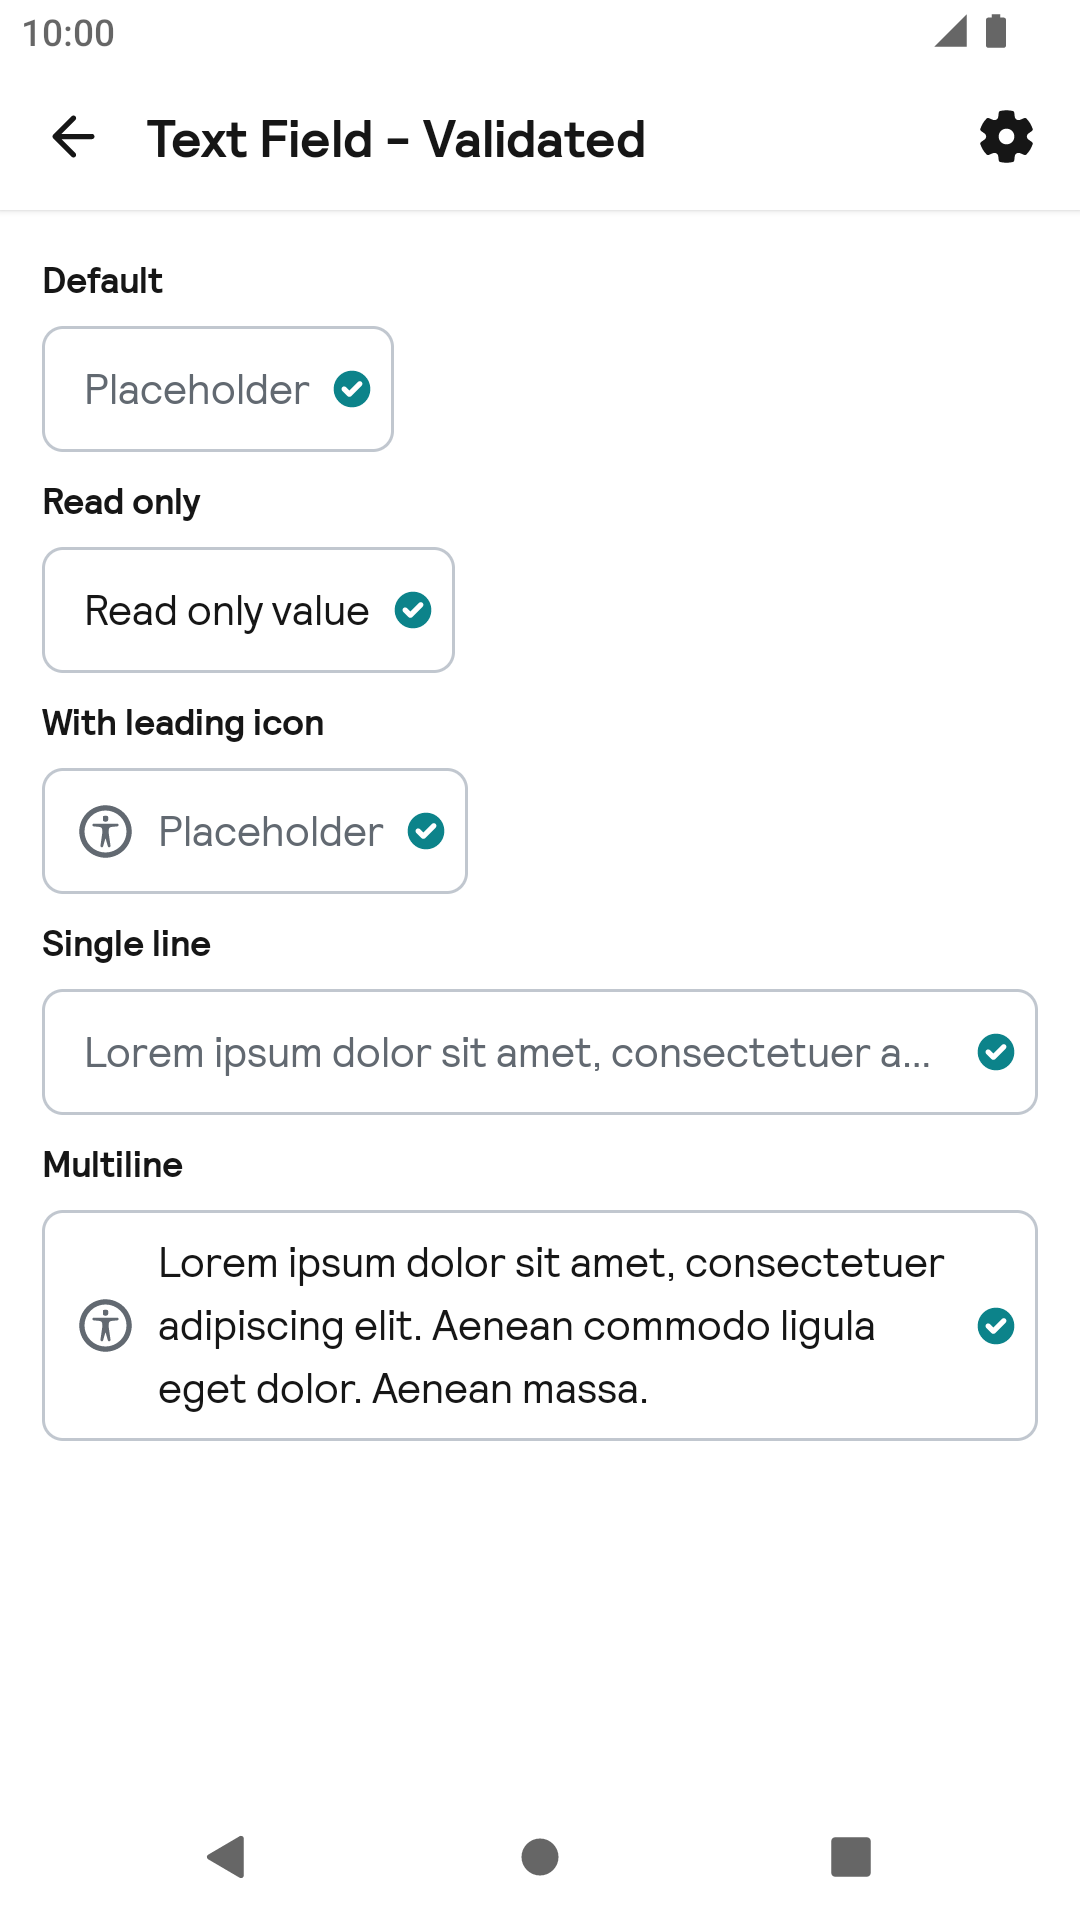 10:00
Text Field - Validated
Default
Placeholder
Read only
Read only value
With leading icon
Placeholder
Single line
Lorem ipsum dolor sit amet, consectetuer a...
Multiline
Lorem ipsum dolor sit amet, consectetuer
adipiscing elit. Aenean commodo ligula
eget dolor. Aenean massa.